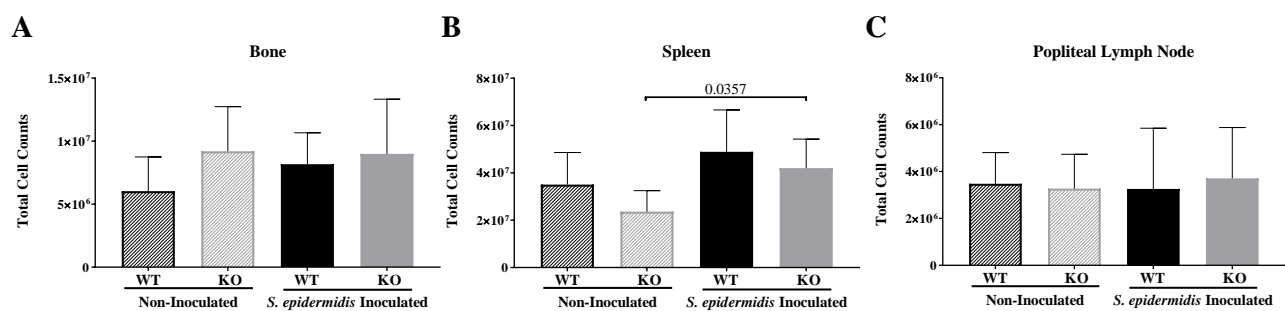 A
Bone
Total Cell Counts
1.5×10⁷
1×10⁷
5×10⁶
0
WT KO WT KO
Non-Inoculated S. epidermidis Inoculated
B
Spleen
Total Cell Counts
8×10⁷
6×10⁷
4×10⁷
2×10⁷
0
0.0357
WT KO WT KO
Non-Inoculated S. epidermidis Inoculated
C
Popliteal Lymph Node
Total Cell Counts
8×10⁶
6×10⁶
4×10⁶
2×10⁶
0
WT KO WT KO
Non-Inoculated S. epidermidis Inoculated